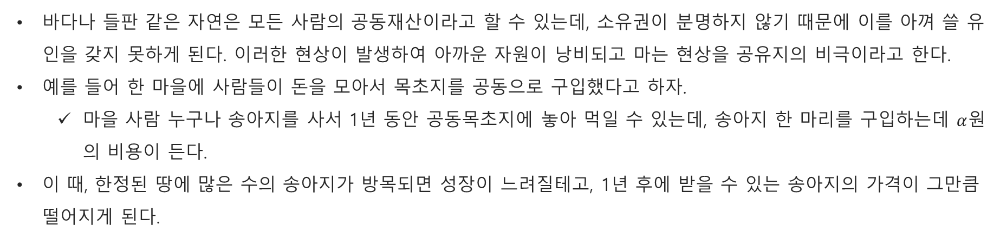 • 바다나 들판 같은 자연은 모든 사람의 공동재산이라고 할 수 있는데, 소유권이 분명하지 않기 때문에 이를 아껴 쓸 유
인을 갖지 못하게 된다. 이러한 현상이 발생하여 아까운 자원이 낭비되고 마는 현상을 공유지의 비극이라고 한다.
• 예를 들어 한 마을에 사람들이 돈을 모아서 목초지를 공동으로 구입했다고 하자.
✓ 마을 사람 누구나 송아지를 사서 1년 동안 공동목초지에 놓아 먹일 수 있는데, 송아지 한 마리를 구입하는데 α원
의 비용이 든다.
• 이 때, 한정된 땅에 많은 수의 송아지가 방목되면 성장이 느려질테고, 1년 후에 받을 수 있는 송아지의 가격이 그만큼
떨어지게 된다.